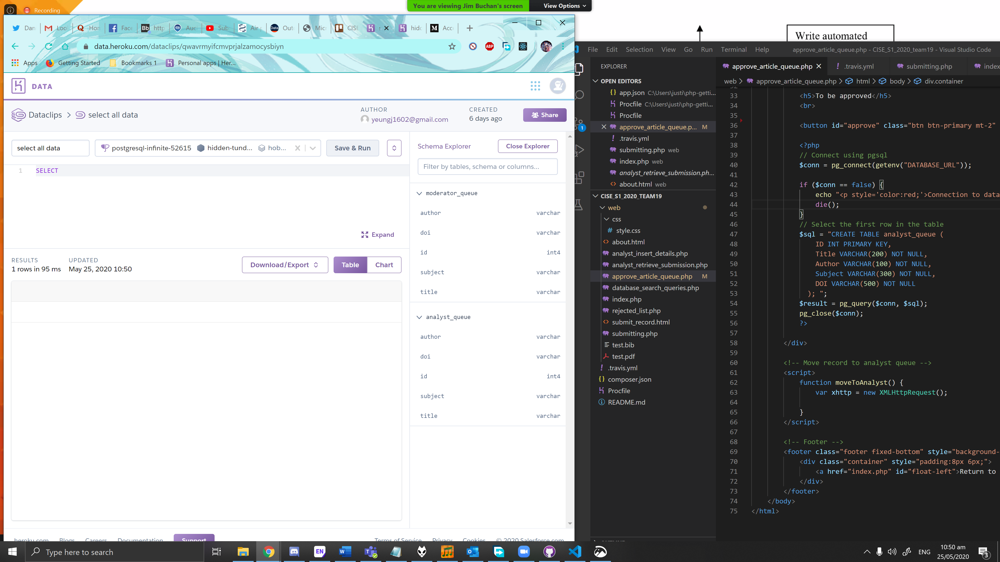 Recording
You are viewing Jim Buchan's screen
View Options
Write automated
Dan
Hor
Face
Bb
http
Auc
Sub
Air
Data
Out
Micr
CISE
hidc
M
Acc
data.heroku.com/dataclips/qwavrmyifcmvprjalzamocysbiyn
ABP
Apps
Getting Started
Bookmarks 1
Personal apps | Her...
DATA
Dataclips > select all data
AUTHOR
yeungj1602@gmail.com
CREATED
6 days ago
Share
select all data
postgresql-infinite-52615
hidden-tund...
hob...
Save & Run
1 SELECT
Expand
RESULTS
1 rows in 95 ms
UPDATED
May 25, 2020 10:50
Download/Export
Table
Chart
Schema Explorer
Close Explorer
Filter by tables, schema or columns...
moderator_queue
author varchar
doi varchar
id int4
subject varchar
title varchar
analyst_queue
author varchar
doi varchar
id int4
subject varchar
title varchar
Support
Terms of Service
Privacy
Cookies
© 2020 Salesforce.com
heroku.com
Blogs
Careers
Documentation
File Edit Selection View Go Run Terminal Help
approve_article_queue.php - CISE_S1_2020_team19 - Visual Studio Code
EXPLORER
OPEN EDITORS
app.json C:\Users\justi\php-getti...
Procfile C:\Users\justi\php-getti...
Procfile
approve_article_queue.p... M
.travis.yml
submitting.php web
index.php web
analyst_retrieve_submission.ph...
about.html web
1
CISE_S1_2020_TEAM19
web
css
style.css
about.html
analyst_insert_details.php
analyst_retrieve_submission.php
approve_article_queue.php M
database_search_queries.php
index.php
rejected_list.php
submit_record.html
submitting.php
test.bib
test.pdf
.travis.yml
composer.json
Procfile
README.md
approve_article_queue.php
.travis.yml
submitting.php
index
web > approve_article_queue.php > html > body > div.container
33 <h5>To be approved</h5>
34 <br>
35
36 <button id="approve" class="btn btn-primary mt-2"
37
38 <?php
39 // Connect using pgsql
40 $conn = pg_connect(getenv("DATABASE_URL"));
41
42 if ($conn == false) {
43 echo "<p style='color:red;'>Connection to data
44 die();
45 }
46 // Select the first row in the table
47 $sql = "CREATE TABLE analyst_queue (
48 ID INT PRIMARY KEY,
49 Title VARCHAR(200) NOT NULL,
50 Author VARCHAR(100) NOT NULL,
51 Subject VARCHAR(300) NOT NULL,
52 DOI VARCHAR(500) NOT NULL
53 ); ";
54 $result = pg_query($conn, $sql);
55 pg_close($conn);
56 ?>
57
58 </div>
59
60 <!-- Move record to analyst queue -->
61 <script>
62 function moveToAnalyst() {
63 var xhttp = new XMLHttpRequest();
64
65 }
66 </script>
67
68 <!-- Footer -->
69 <footer class="footer fixed-bottom" style="background-
70 <div class="container" style="padding:8px 6px;">
71 <a href="index.php" id="float-left">Return to
72 </div>
73 </footer>
74 </body>
75 </html>
Type here to search
EN
ENG
10:50 am
25/05/2020
3